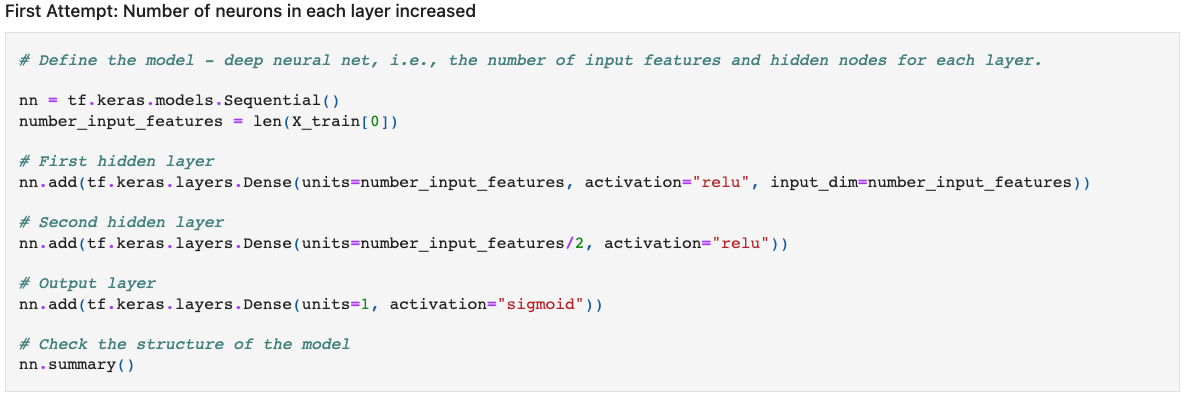 First Attempt: Number of neurons in each layer increased
# Define the model - deep neural net, i.e., the number of input features and hidden nodes for each layer.
nn = tf.keras.models.Sequential()
number_input_features = len(X_train[0])
# First hidden layer
nn.add(tf.keras.layers.Dense(units=number_input_features, activation="relu", input_dim=number_input_features))
# Second hidden layer
nn.add(tf.keras.layers.Dense(units=number_input_features/2, activation="relu"))
# Output layer
nn.add(tf.keras.layers.Dense(units=1, activation="sigmoid"))
# Check the structure of the model
nn.summary()